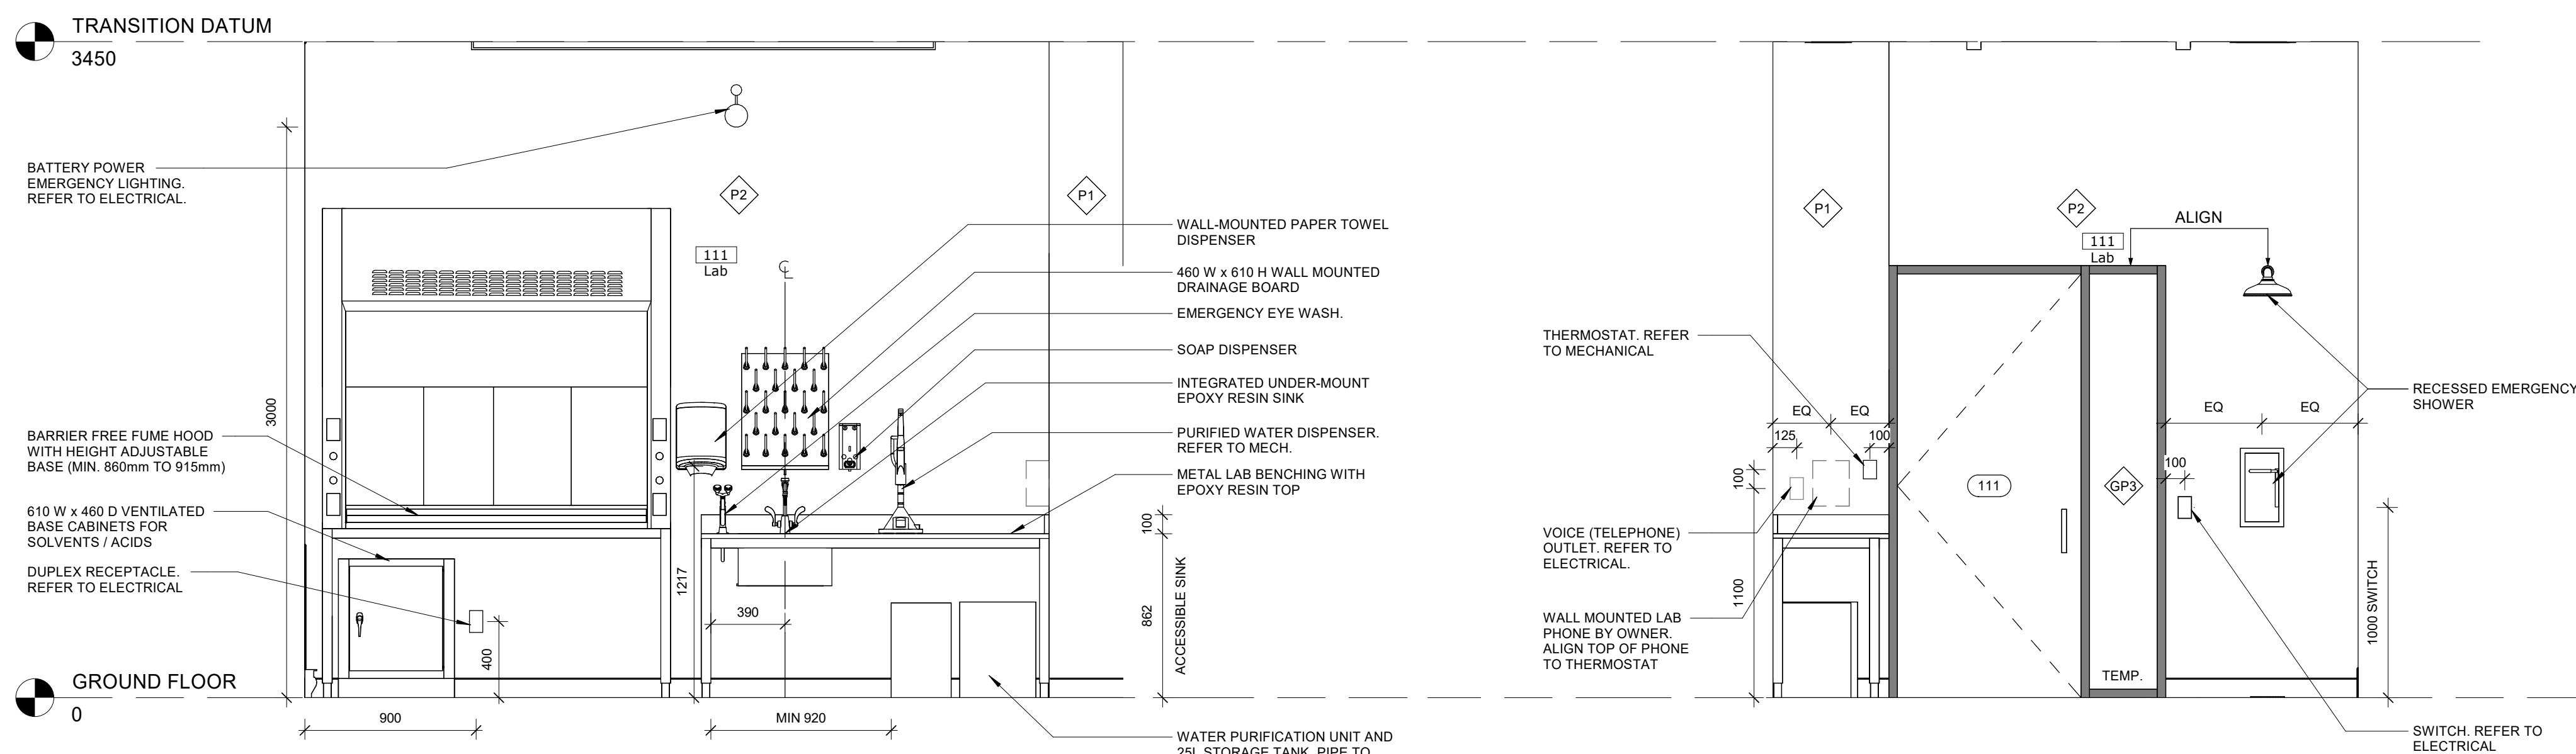 TRANSITION DATUM
3450
BATTERY POWER
EMERGENCY LIGHTING.
REFER TO ELECTRICAL.
3000
BARRIER FREE FUME HOOD
WITH HEIGHT ADJUSTABLE
BASE (MIN. 860mm TO 915mm)
610 W x 460 D VENTILATED
BASE CABINETS FOR
SOLVENTS / ACIDS
DUPLEX RECEPTACLE.
REFER TO ELECTRICAL
GROUND FLOOR
0
900
400
P2
111
Lab
CL
1217
390
MIN 920
P1
WALL-MOUNTED PAPER TOWEL
DISPENSER
460 W x 610 H WALL MOUNTED
DRAINAGE BOARD
EMERGENCY EYE WASH.
SOAP DISPENSER
INTEGRATED UNDER-MOUNT
EPOXY RESIN SINK
PURIFIED WATER DISPENSER.
REFER TO MECH.
METAL LAB BENCHING WITH
EPOXY RESIN TOP
100
862
ACCESSIBLE SINK
WATER PURIFICATION UNIT AND
25L STORAGE TANK. PIPE TO
THERMOSTAT. REFER
TO MECHANICAL
VOICE (TELEPHONE)
OUTLET. REFER TO
ELECTRICAL.
WALL MOUNTED LAB
PHONE BY OWNER.
ALIGN TOP OF PHONE
TO THERMOSTAT
P1
EQ
EQ
125
100
100
1100
P2
111
Lab
ALIGN
111
GP3
TEMP.
EQ
EQ
100
1000 SWITCH
RECESSED EMERGENCY
SHOWER
SWITCH. REFER TO
ELECTRICAL